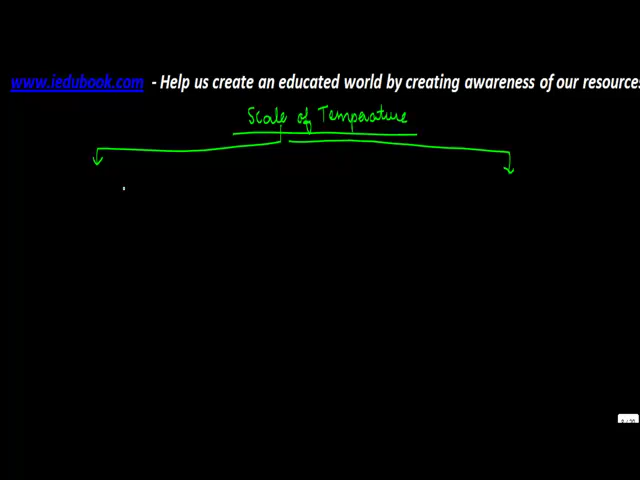 www.iedubook.com - Help us create an educated world by creating awareness of our resources
Scale of Temperature